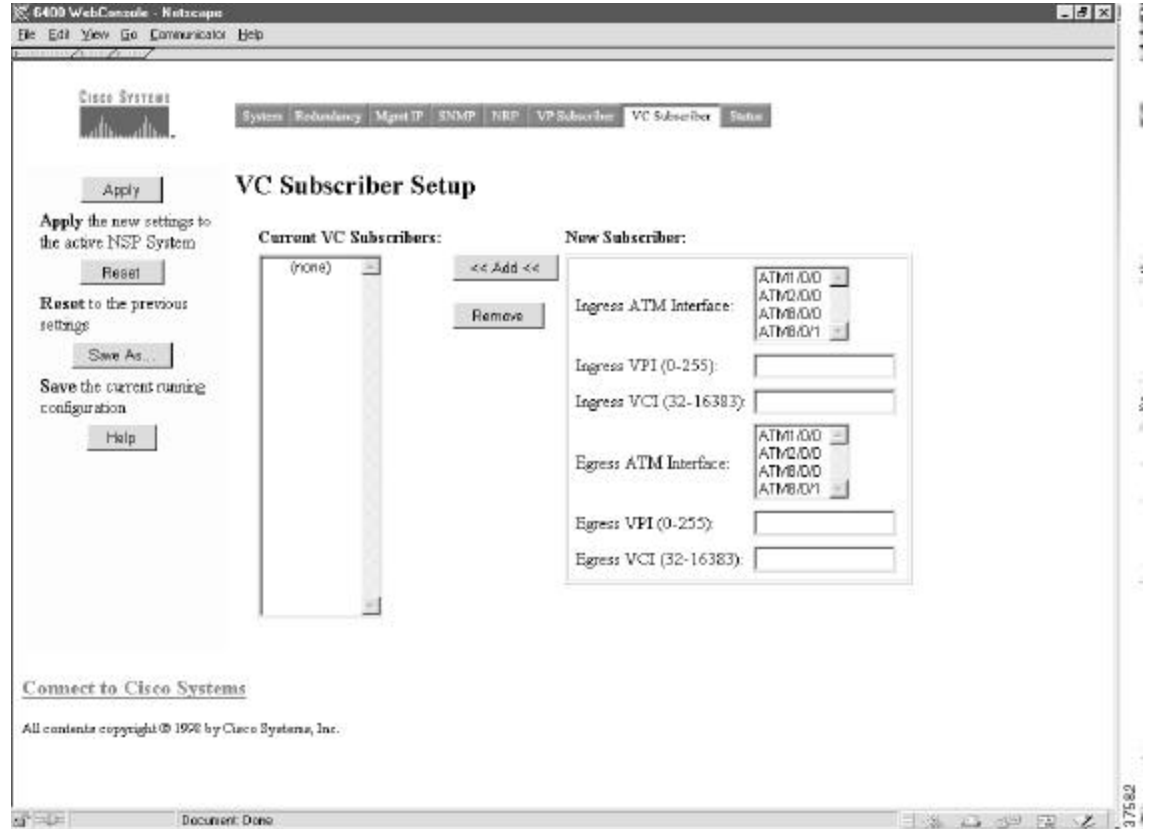 6400 WebConsole - Netscape
File Edit View Go Communicator Help
CISCO SYSTEMS
System Redundancy Mgmt IP SNMP NRP VP Subscriber VC Subscriber Status
Apply
Apply the new settings to
the active NSP System
Reset
Reset to the previous
settings
Save As...
Save the current running
configuration
Help
VC Subscriber Setup
Current VC Subscribers:
(none)
<< Add <<
Remove
New Subscriber:
Ingress ATM Interface:
ATM1/0/0
ATM2/0/0
ATM8/0/0
ATM8/0/1
Ingress VPI (0-255):
Ingress VCI (32-16383):
Egress ATM Interface:
ATM1/0/0
ATM2/0/0
ATM8/0/0
ATM8/0/1
Egress VPI (0-255):
Egress VCI (32-16383):
Connect to Cisco Systems
All contents copyright © 1998 by Cisco Systems, Inc.
Document: Done
37582